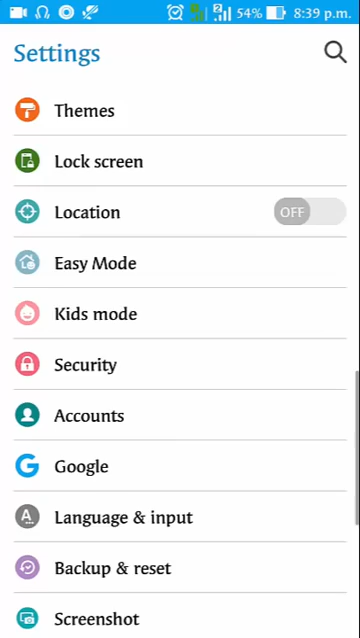 54% 8:39 p.m.
Settings
Themes
Lock screen
Location OFF
Easy Mode
Kids mode
Security
Accounts
Google
Language & input
Backup & reset
Screenshot